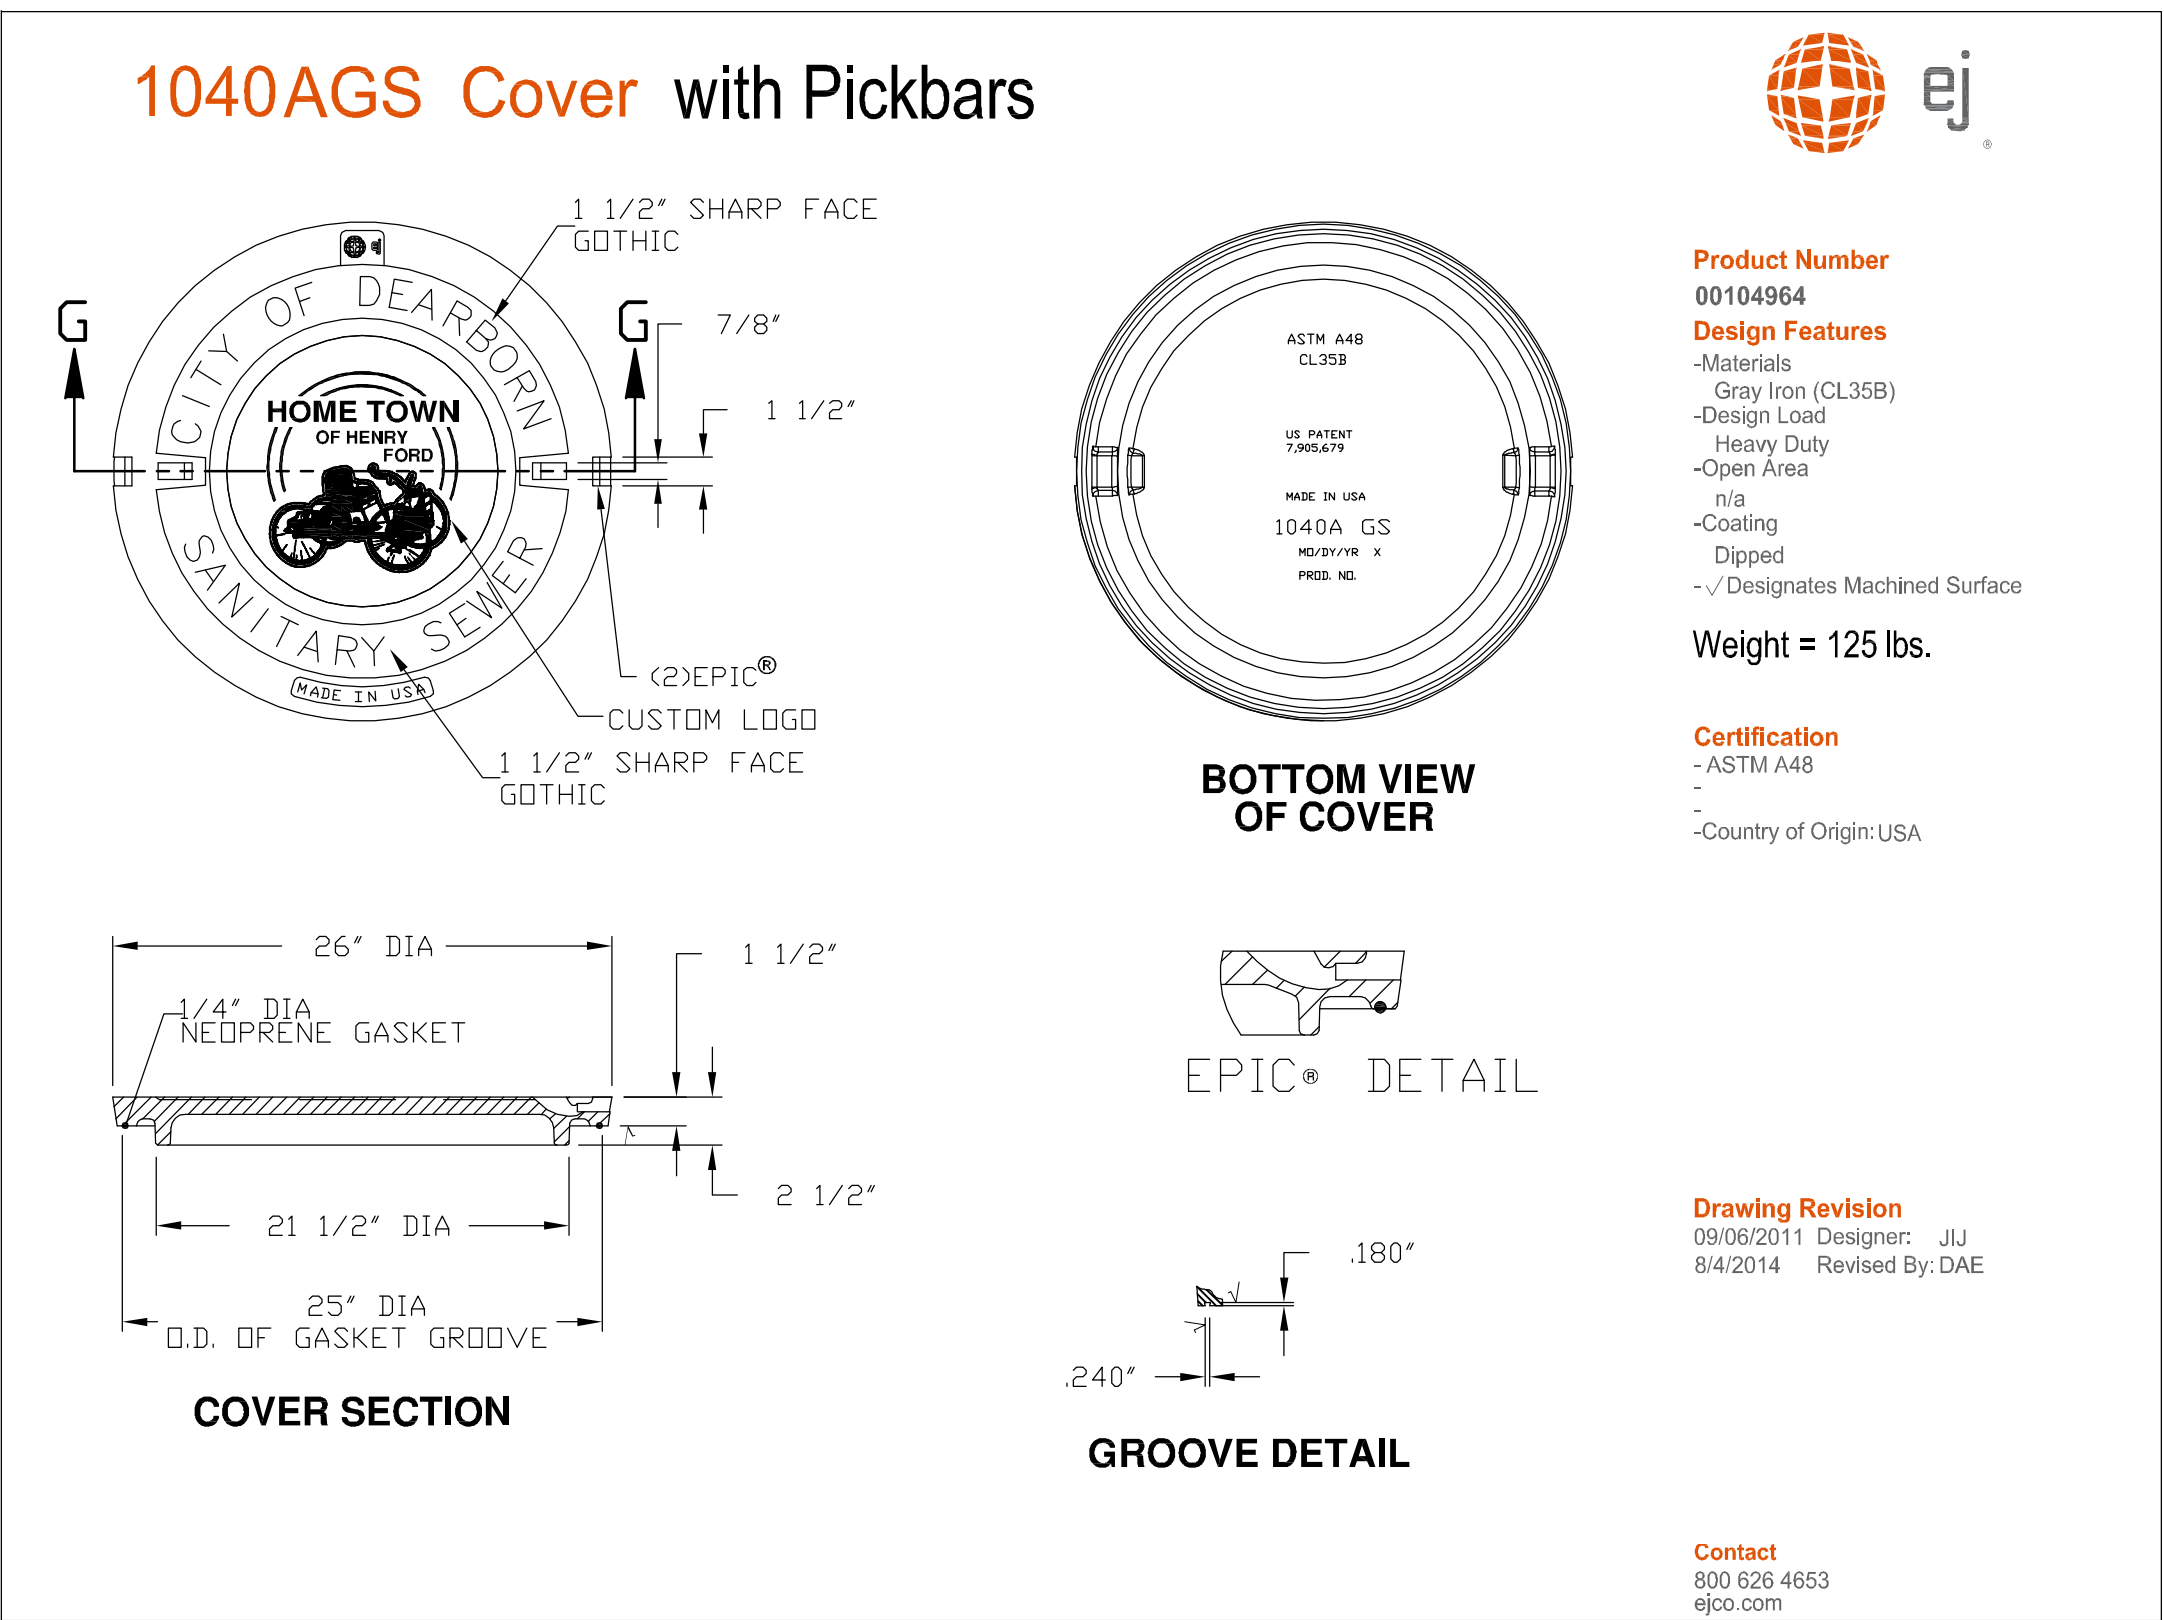 1040AGS Cover with Pickbars
ej
®
1 1/2" SHARP FACE
GOTHIC
G
G
7/8"
1 1/2"
CITY OF DEARBORN
HOME TOWN
OF HENRY
FORD
SANITARY SEWER
MADE IN USA
(2)EPIC®
CUSTOM LOGO
1 1/2" SHARP FACE
GOTHIC
ASTM A48
CL35B
US PATENT
7,905,679
MADE IN USA
1040A GS
MO/DY/YR X
PROD. NO.
BOTTOM VIEW
OF COVER
Product Number
00104964
Design Features
-Materials
Gray Iron (CL35B)
-Design Load
Heavy Duty
-Open Area
n/a
-Coating
Dipped
- √ Designates Machined Surface
Weight = 125 lbs.
Certification
- ASTM A48
-
-
-Country of Origin: USA
26" DIA
1 1/2"
1/4" DIA
NEOPRENE GASKET
2 1/2"
21 1/2" DIA
25" DIA
O.D. OF GASKET GROOVE
COVER SECTION
EPIC® DETAIL
.180"
.240"
GROOVE DETAIL
Drawing Revision
09/06/2011 Designer: JIJ
8/4/2014 Revised By: DAE
Contact
800 626 4653
ejco.com